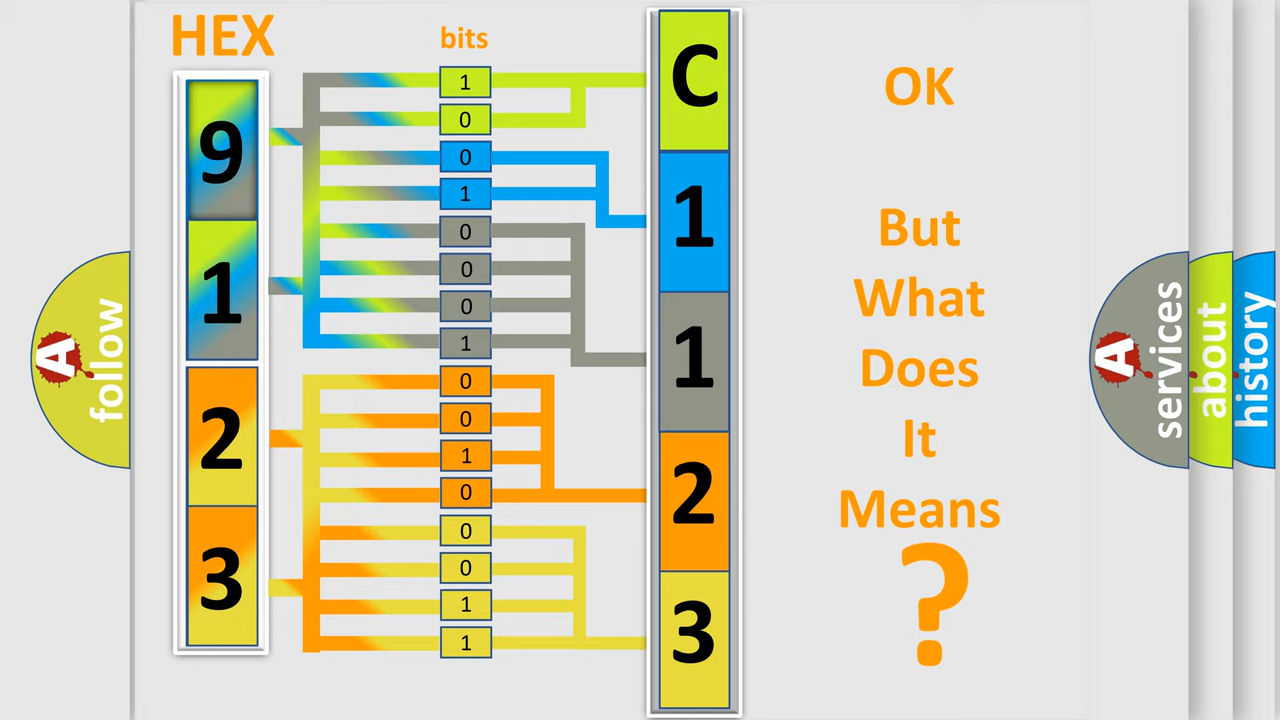 HEX
bits
9
1
2
3
1
0
0
1
0
0
0
1
0
0
1
0
0
0
1
1
C
1
1
2
3
OK
But
What
Does
It
Means
?
A
follow
A
services
about
history